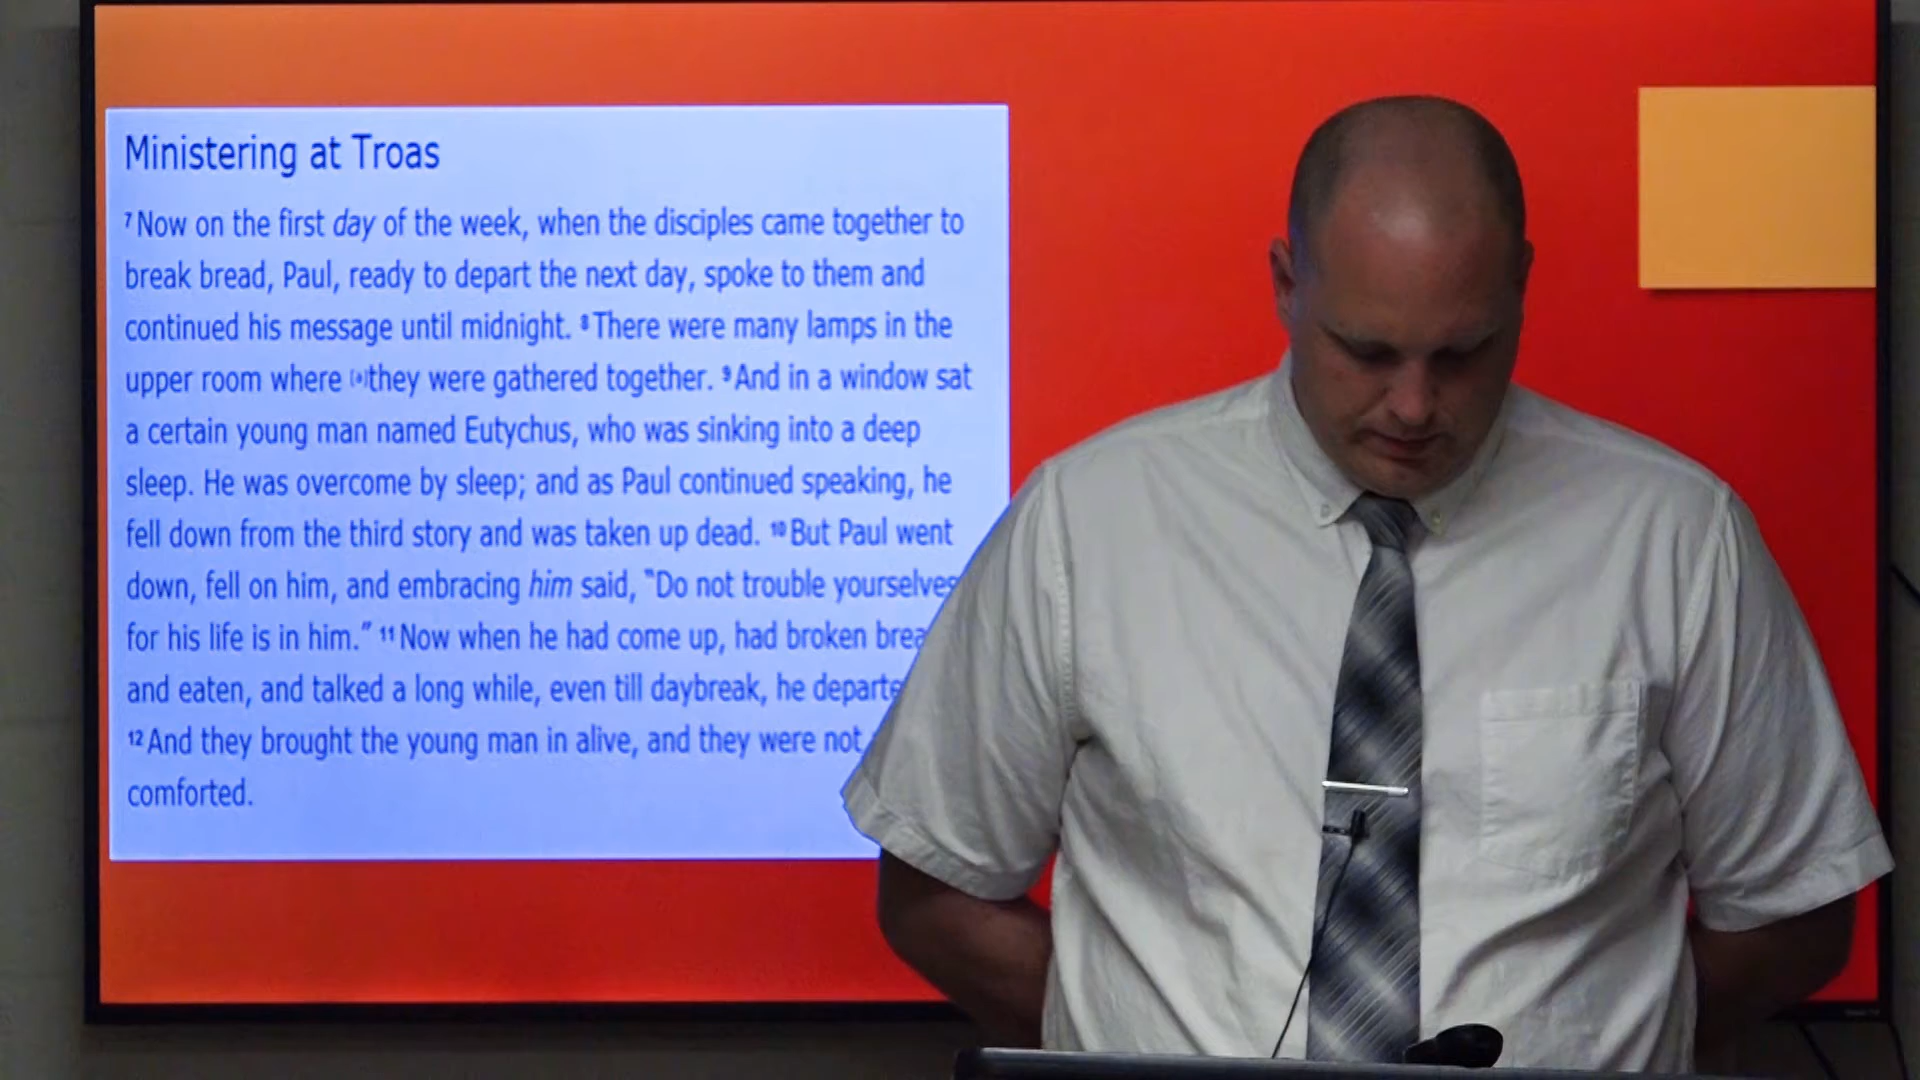 Ministering at Troas
7 Now on the first day of the week, when the disciples came together to
break bread, Paul, ready to depart the next day, spoke to them and
continued his message until midnight. 8 There were many lamps in the
upper room where [a]they were gathered together. 9 And in a window sat
a certain young man named Eutychus, who was sinking into a deep
sleep. He was overcome by sleep; and as Paul continued speaking, he
fell down from the third story and was taken up dead. 10 But Paul went
down, fell on him, and embracing him said, “Do not trouble yourselves
for his life is in him.” 11 Now when he had come up, had broken brea
and eaten, and talked a long while, even till daybreak, he departe
12 And they brought the young man in alive, and they were not
comforted.